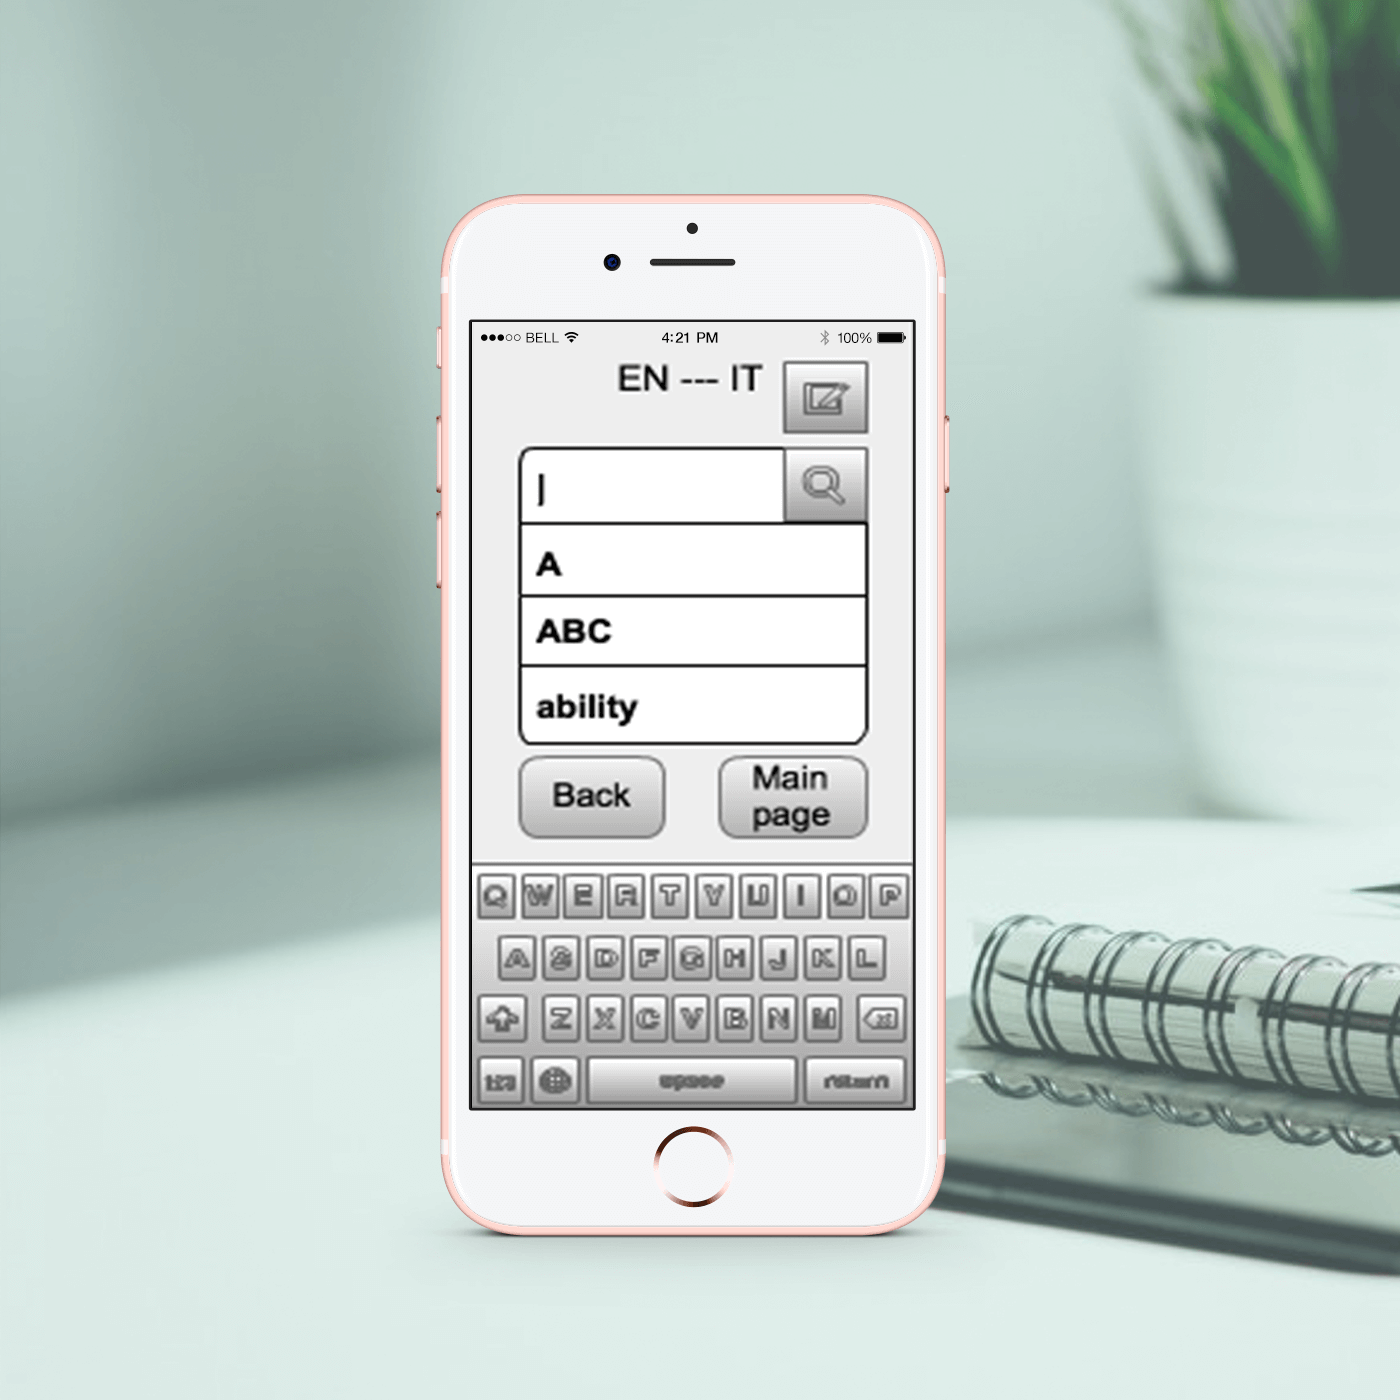 BELL 4:21 PM 100%
EN --- IT
A
ABC
ability
Back
Main
page
Q W E R T Y U I O P
A S D F G H J K L
Z X C V B N M
123 space return